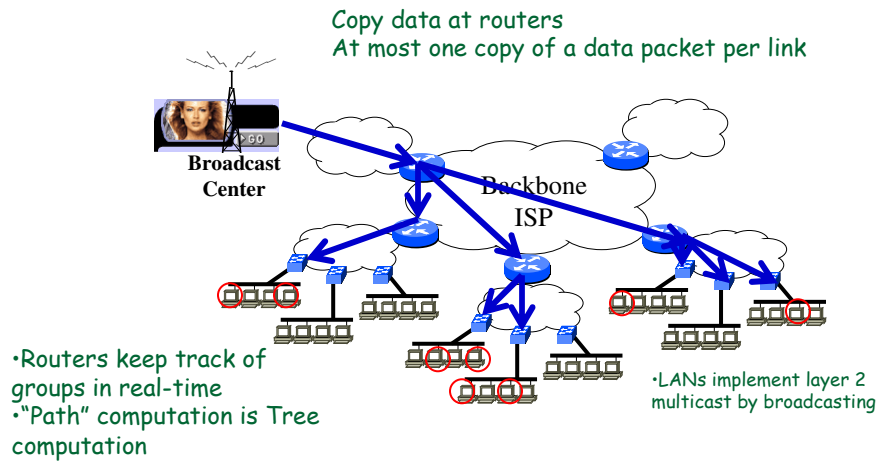 Copy data at routers
At most one copy of a data packet per link
GO
Broadcast
Center
Backbone
ISP
•Routers keep track of
groups in real-time
•“Path” computation is Tree
computation
•LANs implement layer 2
multicast by broadcasting